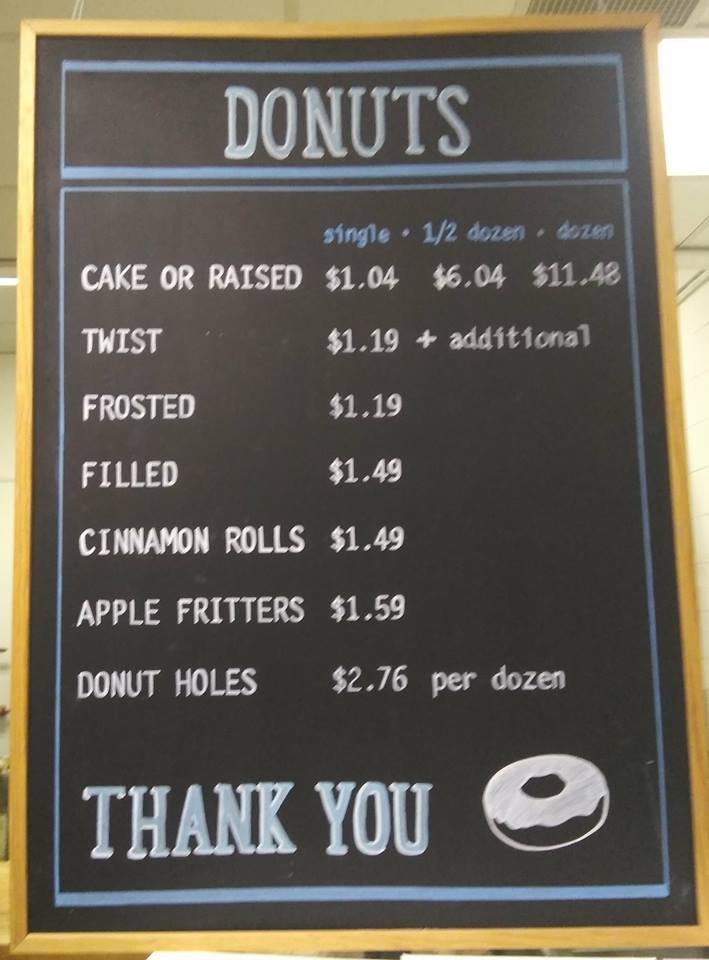 DONUTS
single • 1/2 dozen • dozen
CAKE OR RAISED $1.04 $6.04 $11.48
TWIST $1.19 + additional
FROSTED $1.19
FILLED $1.49
CINNAMON ROLLS $1.49
APPLE FRITTERS $1.59
DONUT HOLES $2.76 per dozen
THANK YOU